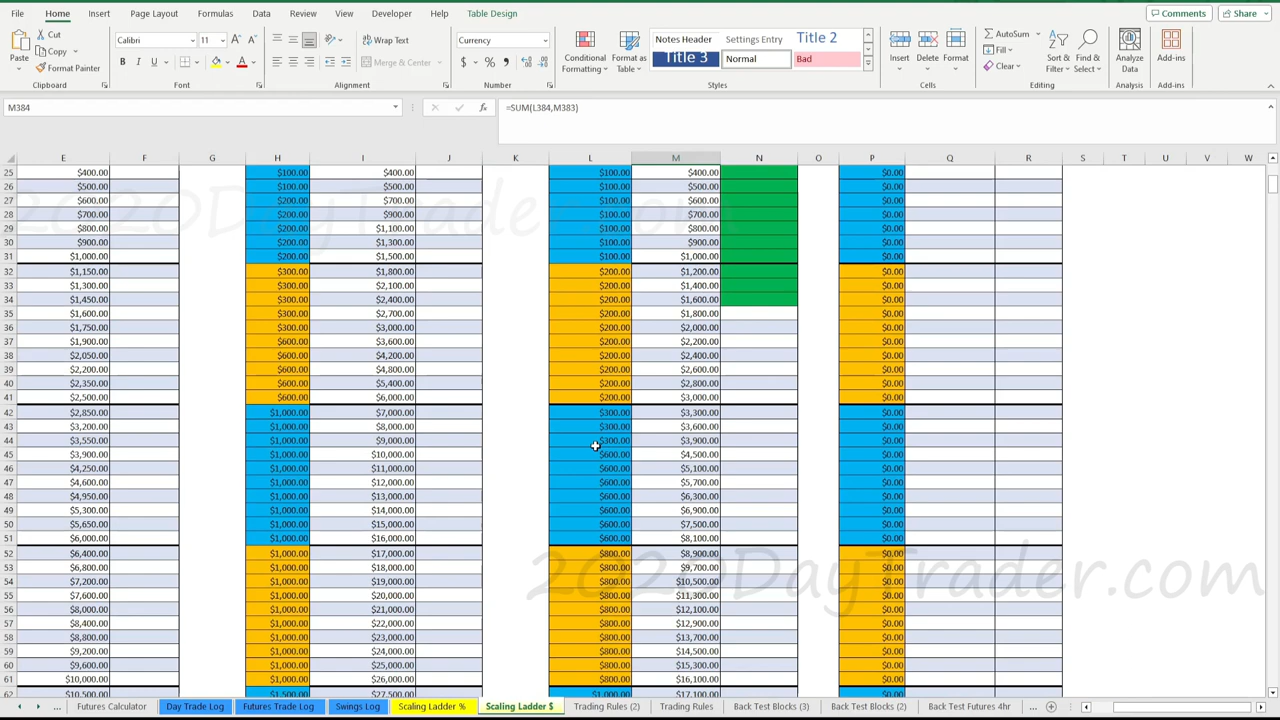 File Home Insert Page Layout Formulas Data Review View Developer Help Table Design Comments Share
Cut Calibri 11 Wrap Text Currency Notes Header Settings Entry Title 2 AutoSum
Copy Fill
Paste Format Painter B I U Merge & Center $ % Conditional Formatting Format as Table Title 3 Normal Bad Insert Delete Format Clear Sort & Filter Find & Select Analyze Data Add-ins
Clipboard Font Alignment Number Styles Cells Editing Analysis Add-ins
M384 fx =SUM(L384,M383)
E F G H I J K L M N O P Q R S T U V W
25 $400.00 $100.00 $400.00 $100.00 $400.00 $0.00
26 $500.00 $100.00 $500.00 $100.00 $500.00 $0.00
27 $600.00 $200.00 $700.00 $100.00 $600.00 $0.00
28 $700.00 $200.00 $900.00 $100.00 $700.00 $0.00
29 $800.00 $200.00 $1,100.00 $100.00 $800.00 $0.00
30 $900.00 $200.00 $1,300.00 $100.00 $900.00 $0.00
31 $1,000.00 $200.00 $1,500.00 $100.00 $1,000.00 $0.00
32 $1,150.00 $300.00 $1,800.00 $200.00 $1,200.00 $0.00
33 $1,300.00 $300.00 $2,100.00 $200.00 $1,400.00 $0.00
34 $1,450.00 $300.00 $2,400.00 $200.00 $1,600.00 $0.00
35 $1,600.00 $300.00 $2,700.00 $200.00 $1,800.00 $0.00
36 $1,750.00 $300.00 $3,000.00 $200.00 $2,000.00 $0.00
37 $1,900.00 $600.00 $3,600.00 $200.00 $2,200.00 $0.00
38 $2,050.00 $600.00 $4,200.00 $200.00 $2,400.00 $0.00
39 $2,200.00 $600.00 $4,800.00 $200.00 $2,600.00 $0.00
40 $2,350.00 $600.00 $5,400.00 $200.00 $2,800.00 $0.00
41 $2,500.00 $600.00 $6,000.00 $200.00 $3,000.00 $0.00
42 $2,850.00 $1,000.00 $7,000.00 $300.00 $3,300.00 $0.00
43 $3,200.00 $1,000.00 $8,000.00 $300.00 $3,600.00 $0.00
44 $3,550.00 $1,000.00 $9,000.00 $300.00 $3,900.00 $0.00
45 $3,900.00 $1,000.00 $10,000.00 $600.00 $4,500.00 $0.00
46 $4,250.00 $1,000.00 $11,000.00 $600.00 $5,100.00 $0.00
47 $4,600.00 $1,000.00 $12,000.00 $600.00 $5,700.00 $0.00
48 $4,950.00 $1,000.00 $13,000.00 $600.00 $6,300.00 $0.00
49 $5,300.00 $1,000.00 $14,000.00 $600.00 $6,900.00 $0.00
50 $5,650.00 $1,000.00 $15,000.00 $600.00 $7,500.00 $0.00
51 $6,000.00 $1,000.00 $16,000.00 $600.00 $8,100.00 $0.00
52 $6,400.00 $1,000.00 $17,000.00 $800.00 $8,900.00 $0.00
53 $6,800.00 $1,000.00 $18,000.00 $800.00 $9,700.00 $0.00
54 $7,200.00 $1,000.00 $19,000.00 $800.00 $10,500.00 $0.00
55 $7,600.00 $1,000.00 $20,000.00 $800.00 $11,300.00 $0.00
56 $8,000.00 $1,000.00 $21,000.00 $800.00 $12,100.00 $0.00
57 $8,400.00 $1,000.00 $22,000.00 $800.00 $12,900.00 $0.00
58 $8,800.00 $1,000.00 $23,000.00 $800.00 $13,700.00 $0.00
59 $9,200.00 $1,000.00 $24,000.00 $800.00 $14,500.00 $0.00
60 $9,600.00 $1,000.00 $25,000.00 $800.00 $15,300.00 $0.00
61 $10,000.00 $1,000.00 $26,000.00 $800.00 $16,100.00 $0.00
62 $10,500.00 $1,500.00 $27,500.00 $1,000.00 $17,100.00
2020DayTrader.com
2020DayTrader.com
Futures Calculator Day Trade Log Futures Trade Log Swings Log Scaling Ladder % Scaling Ladder $ Trading Rules (2) Trading Rules Back Test Blocks (3) Back Test Blocks (2) Back Test Futures 4hr ...